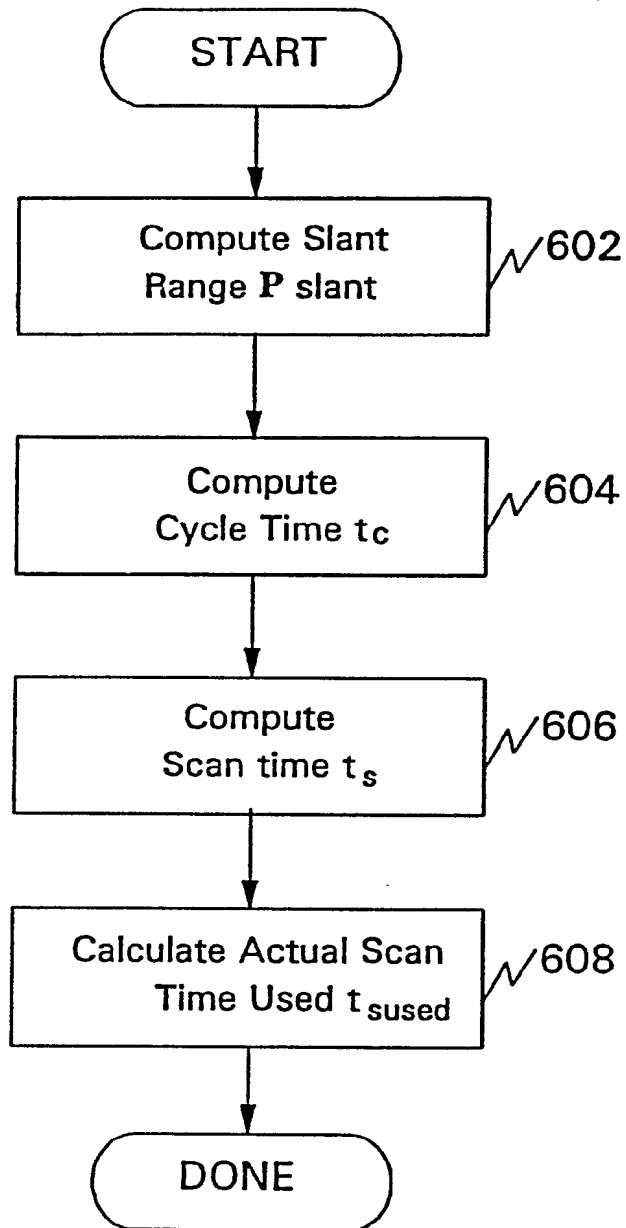 START
Compute Slant
Range P slant
602
Compute
Cycle Time tc
604
Compute
Scan time ts
606
Calculate Actual Scan
Time Used tsused
608
DONE